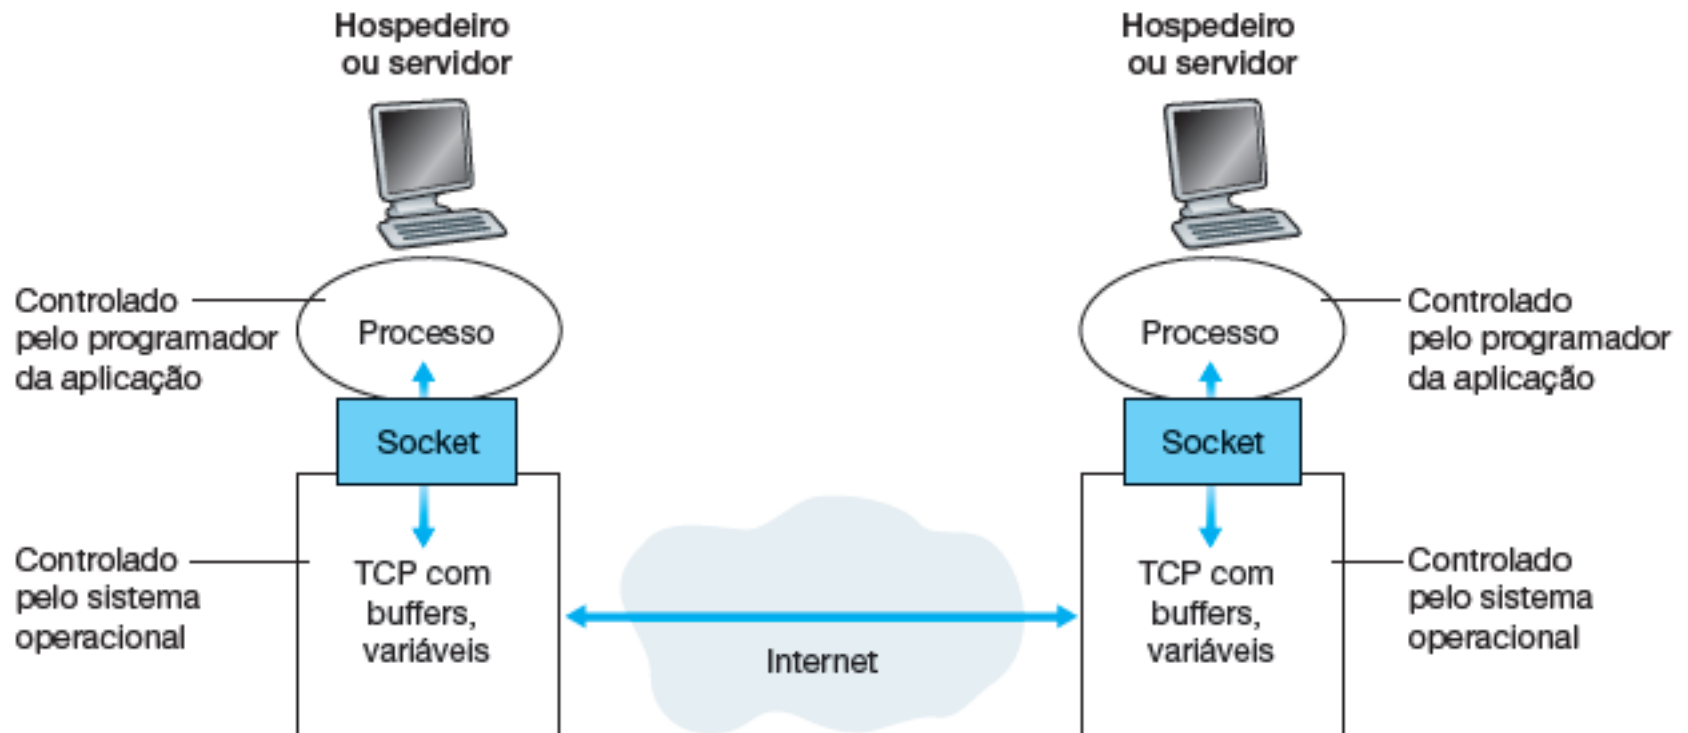 Hospedeiro
ou servidor
Hospedeiro
ou servidor
Controlado
pelo programador
da aplicação
Processo
Processo
Controlado
pelo programador
da aplicação
Socket
Socket
Controlado
pelo sistema
operacional
TCP com
buffers,
variáveis
Internet
TCP com
buffers,
variáveis
Controlado
pelo sistema
operacional